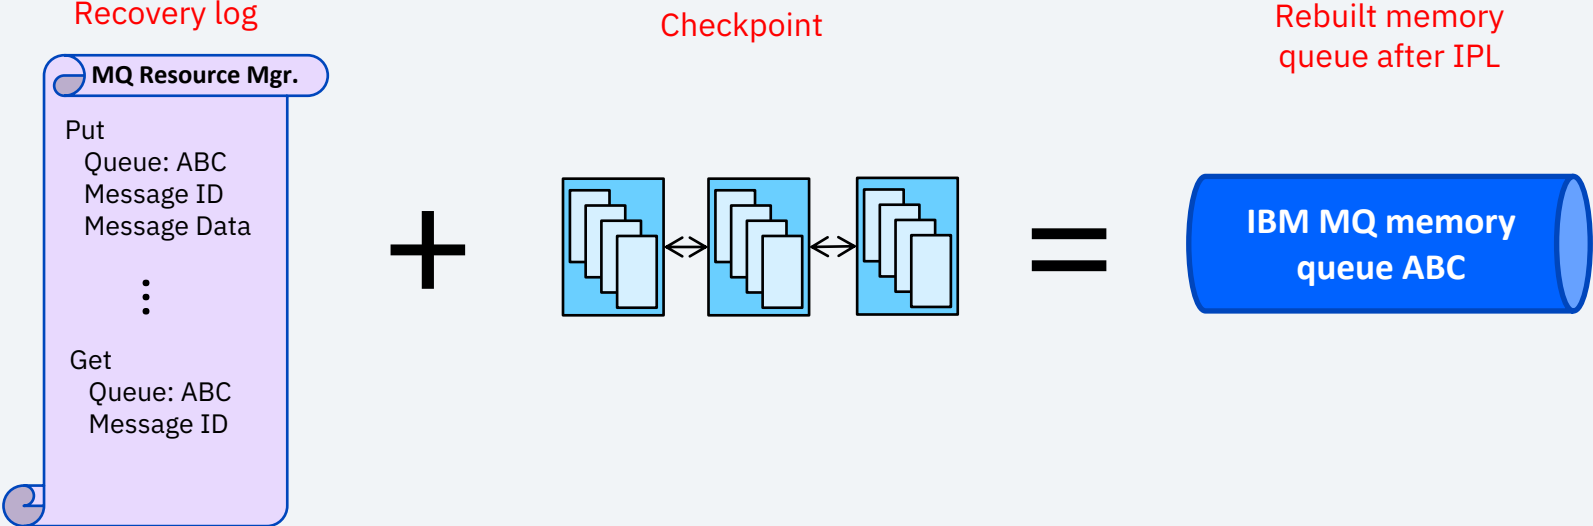 Recovery log
MQ Resource Mgr.
Put
Queue: ABC
Message ID
Message Data
Get
Queue: ABC
Message ID
Checkpoint
Rebuilt memory
queue after IPL
IBM MQ memory
queue ABC